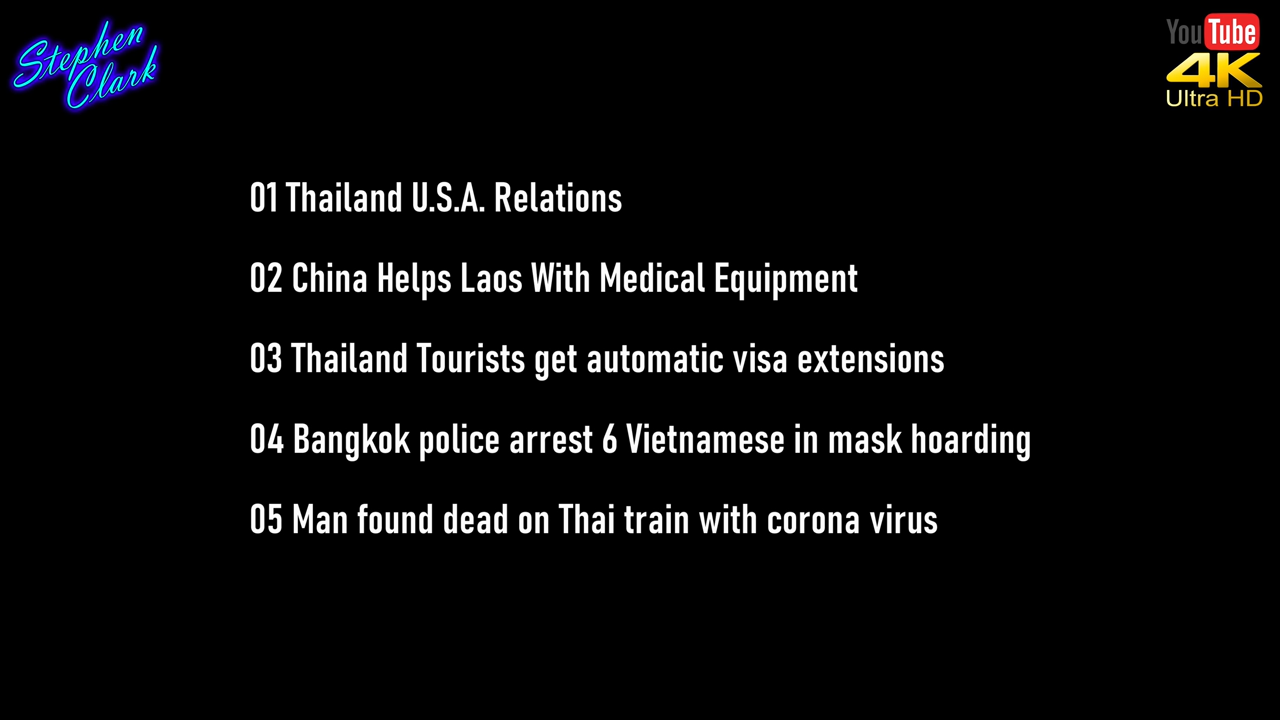 Stephen
Clark
YouTube
4K
Ultra HD
01 Thailand U.S.A. Relations
02 China Helps Laos With Medical Equipment
03 Thailand Tourists get automatic visa extensions
04 Bangkok police arrest 6 Vietnamese in mask hoarding
05 Man found dead on Thai train with corona virus